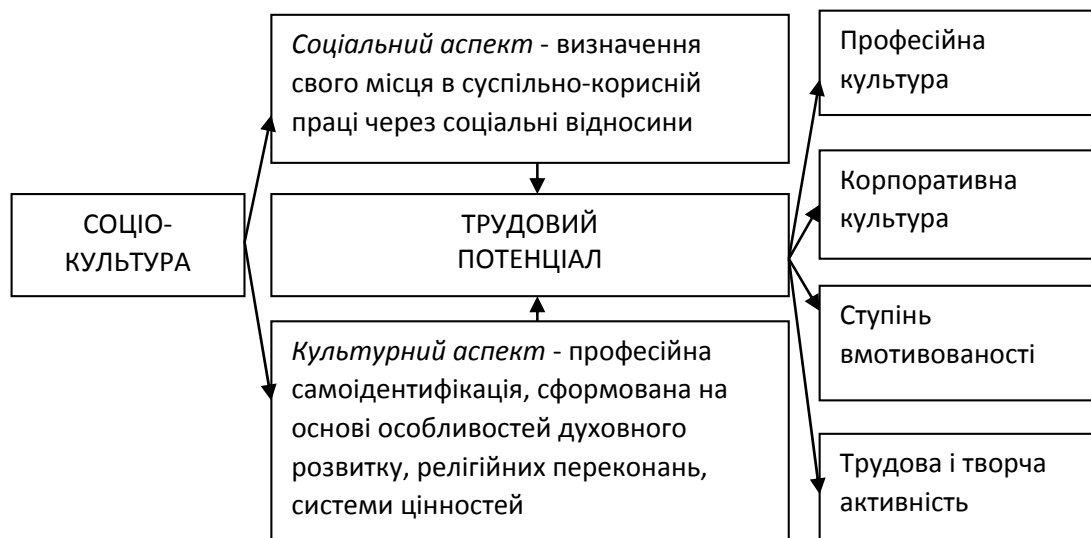 СОЦІО-
КУЛЬТУРА
Соціальний аспект - визначення
свого місця в суспільно-корисній
праці через соціальні відносини
ТРУДОВИЙ
ПОТЕНЦІАЛ
Культурний аспект - професійна
самоідентифікація, сформована на
основі особливостей духовного
розвитку, релігійних переконань,
системи цінностей
Професійна
культура
Корпоративна
культура
Ступінь
вмотивованості
Трудова і творча
активність